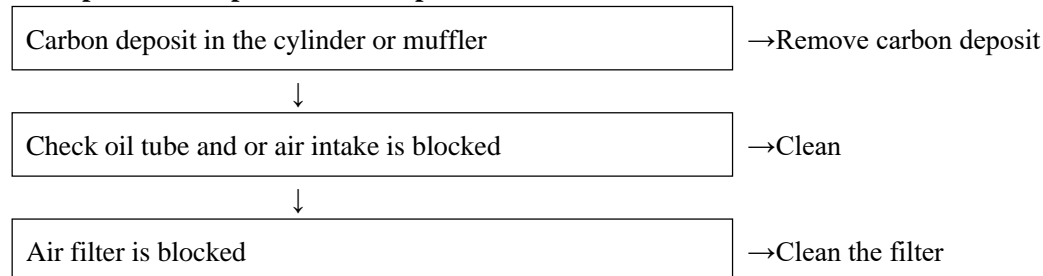 Carbon deposit in the cylinder or muffler →Remove carbon deposit
↓
Check oil tube and or air intake is blocked →Clean
↓
Air filter is blocked →Clean the filter